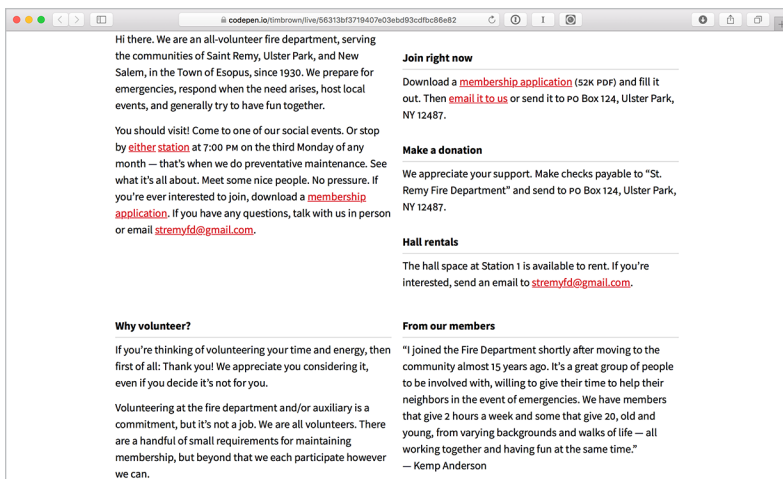 codepen.io/timbrown/live/56313bf3719407e03ebd93cdfbc86e82
Hi there. We are an all-volunteer fire department, serving
the communities of Saint Remy, Ulster Park, and New
Salem, in the Town of Esopus, since 1930. We prepare for
emergencies, respond when the need arises, host local
events, and generally try to have fun together.
You should visit! Come to one of our social events. Or stop
by either station at 7:00 PM on the third Monday of any
month — that’s when we do preventative maintenance. See
what it’s all about. Meet some nice people. No pressure. If
you’re ever interested to join, download a membership
application. If you have any questions, talk with us in person
or email stremyfd@gmail.com.
Join right now
Download a membership application (52K PDF) and fill it
out. Then email it to us or send it to PO Box 124, Ulster Park,
NY 12487.
Make a donation
We appreciate your support. Make checks payable to “St.
Remy Fire Department” and send to PO Box 124, Ulster Park,
NY 12487.
Hall rentals
The hall space at Station 1 is available to rent. If you’re
interested, send an email to stremyfd@gmail.com.
Why volunteer?
If you’re thinking of volunteering your time and energy, then
first of all: Thank you! We appreciate you considering it,
even if you decide it’s not for you.
Volunteering at the fire department and/or auxiliary is a
commitment, but it’s not a job. We are all volunteers. There
are a handful of small requirements for maintaining
membership, but beyond that we each participate however
we can.
From our members
“I joined the Fire Department shortly after moving to the
community almost 15 years ago. It’s a great group of people
to be involved with, willing to give their time to help their
neighbors in the event of emergencies. We have members
that give 2 hours a week and some that give 20, old and
young, from varying backgrounds and walks of life — all
working together and having fun at the same time.”
— Kemp Anderson